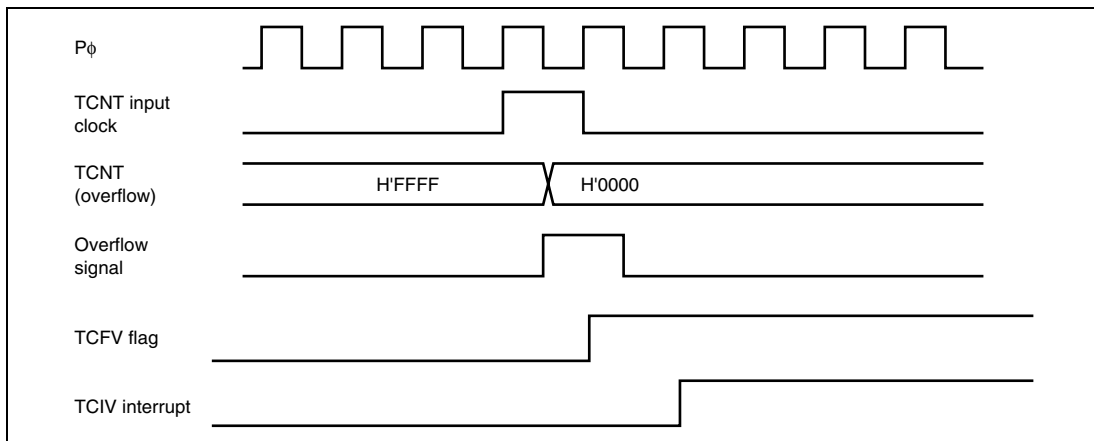 Pϕ
TCNT input
clock
TCNT
(overflow)
H'FFFF
H'0000
Overflow
signal
TCFV flag
TCIV interrupt